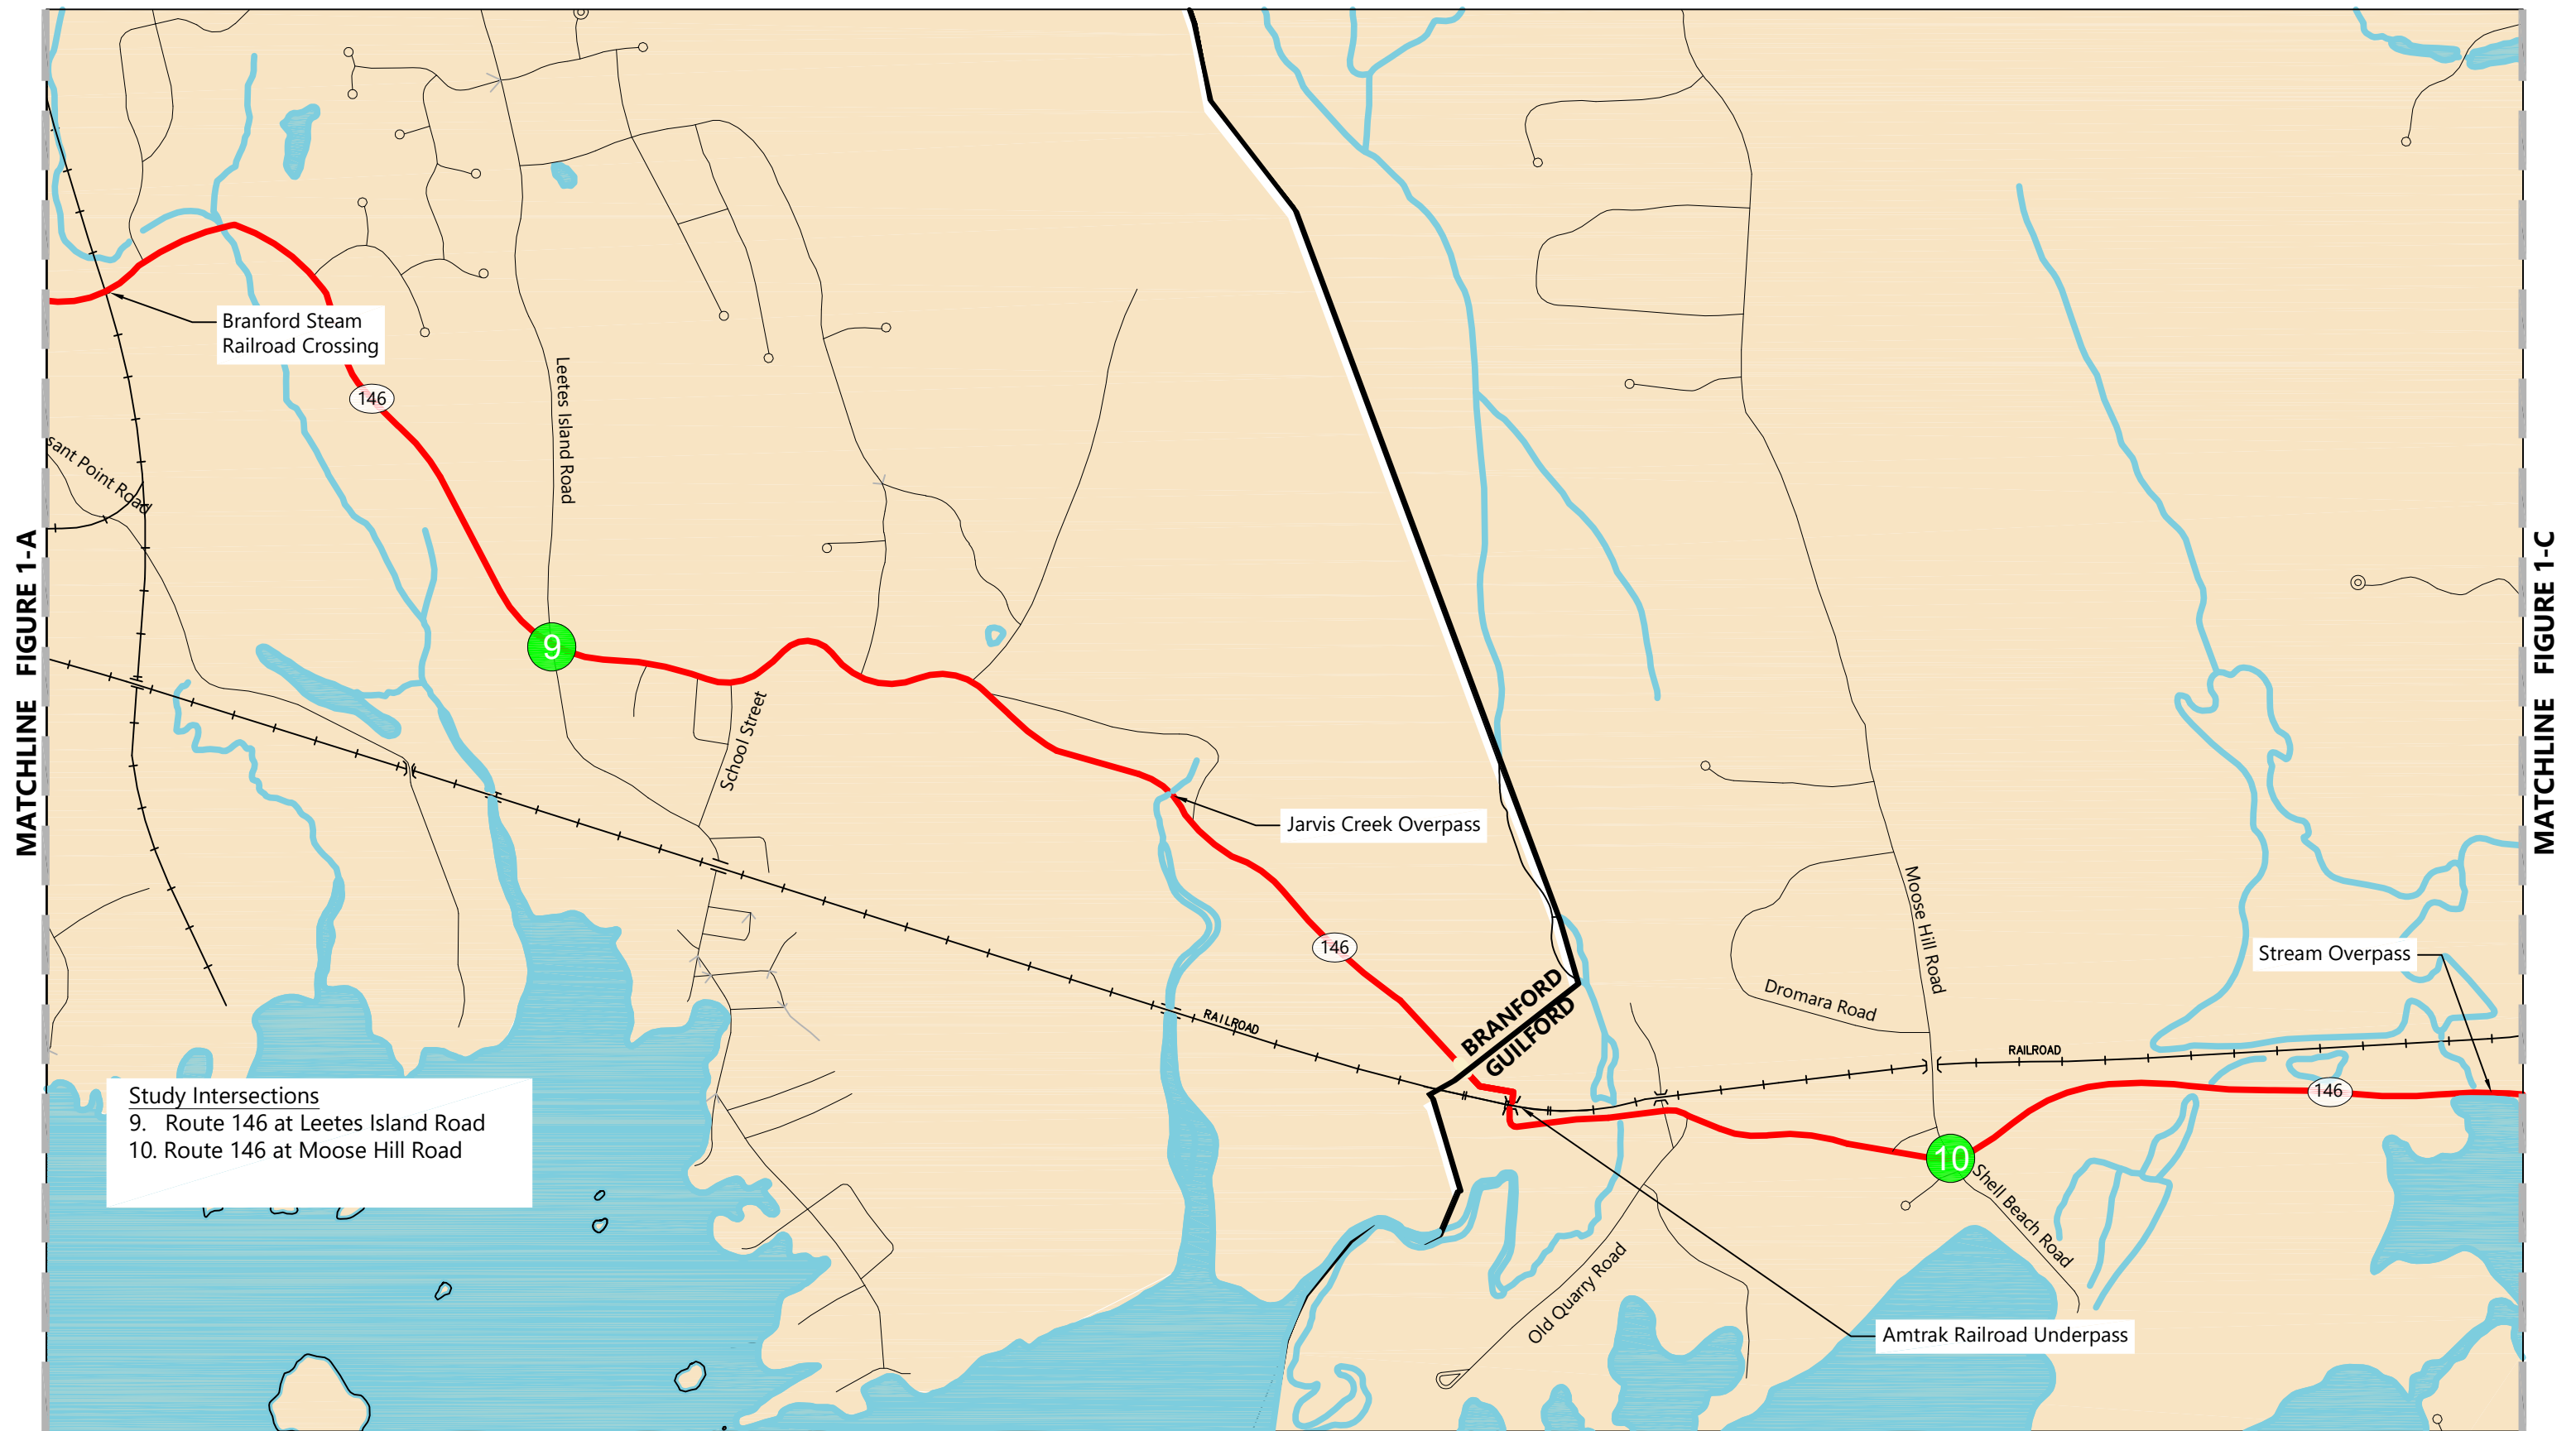 Branford Steam
Railroad Crossing
146
sant Point Road
Leetes Island Road
MATCHLINE FIGURE 1-A
MATCHLINE FIGURE 1-C
9
School Street
Jarvis Creek Overpass
146
Moose Hill Road
Stream Overpass
BRANFORD
GUILFORD
Dromara Road
RAILROAD
RAILROAD
146
Study Intersections
9. Route 146 at Leetes Island Road
10. Route 146 at Moose Hill Road
10
Shell Beach Road
Old Quarry Road
Amtrak Railroad Underpass